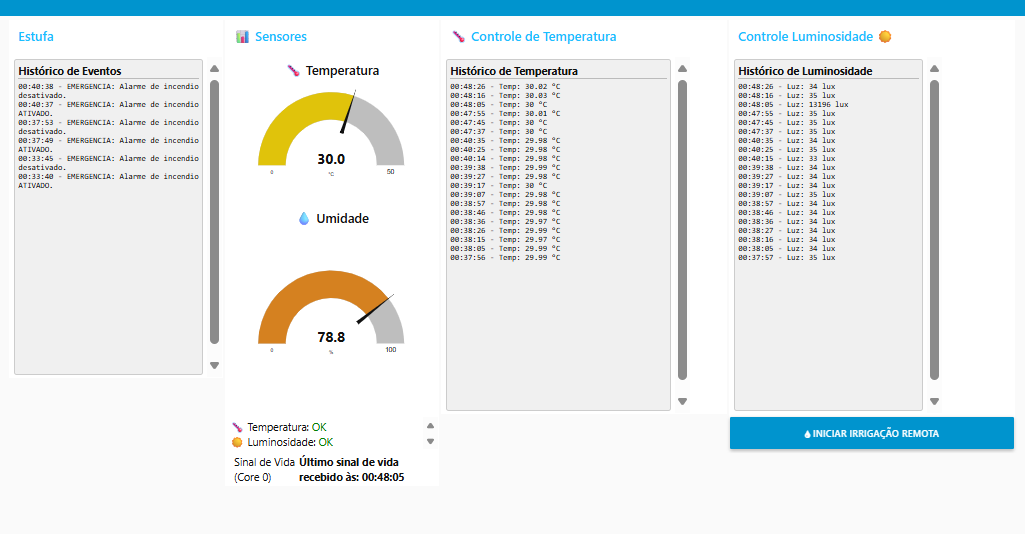 Estufa
Histórico de Eventos
00:40:38 - EMERGENCIA: Alarme de incendio
desativado.
00:40:37 - EMERGENCIA: Alarme de incendio
ATIVADO.
00:37:53 - EMERGENCIA: Alarme de incendio
desativado.
00:37:49 - EMERGENCIA: Alarme de incendio
ATIVADO.
00:33:45 - EMERGENCIA: Alarme de incendio
desativado.
00:33:40 - EMERGENCIA: Alarme de incendio
ATIVADO.
Sensores
Temperatura
30.0
0
°C
50
Umidade
78.8
0
%
100
Temperatura: OK
Luminosidade: OK
Sinal de Vida
(Core 0)
Último sinal de vida
recebido às: 00:48:05
Controle de Temperatura
Histórico de Temperatura
00:48:26 - Temp: 30.02 °C
00:48:16 - Temp: 30.03 °C
00:48:05 - Temp: 30 °C
00:47:55 - Temp: 30.01 °C
00:47:45 - Temp: 30 °C
00:47:37 - Temp: 30 °C
00:40:35 - Temp: 29.98 °C
00:40:25 - Temp: 29.98 °C
00:40:14 - Temp: 29.98 °C
00:39:38 - Temp: 29.99 °C
00:39:27 - Temp: 29.98 °C
00:39:17 - Temp: 30 °C
00:39:07 - Temp: 29.98 °C
00:38:57 - Temp: 29.98 °C
00:38:46 - Temp: 29.98 °C
00:38:36 - Temp: 29.97 °C
00:38:26 - Temp: 29.99 °C
00:38:15 - Temp: 29.97 °C
00:38:05 - Temp: 29.99 °C
00:37:56 - Temp: 29.99 °C
Controle Luminosidade
Histórico de Luminosidade
00:48:26 - Luz: 34 lux
00:48:16 - Luz: 35 lux
00:48:05 - Luz: 13196 lux
00:47:55 - Luz: 35 lux
00:47:45 - Luz: 35 lux
00:47:37 - Luz: 35 lux
00:40:35 - Luz: 34 lux
00:40:25 - Luz: 35 lux
00:40:15 - Luz: 33 lux
00:39:38 - Luz: 34 lux
00:39:27 - Luz: 34 lux
00:39:17 - Luz: 34 lux
00:39:07 - Luz: 35 lux
00:38:57 - Luz: 34 lux
00:38:46 - Luz: 34 lux
00:38:36 - Luz: 34 lux
00:38:27 - Luz: 34 lux
00:38:16 - Luz: 34 lux
00:38:05 - Luz: 34 lux
00:37:57 - Luz: 35 lux
INICIAR IRRIGAÇÃO REMOTA